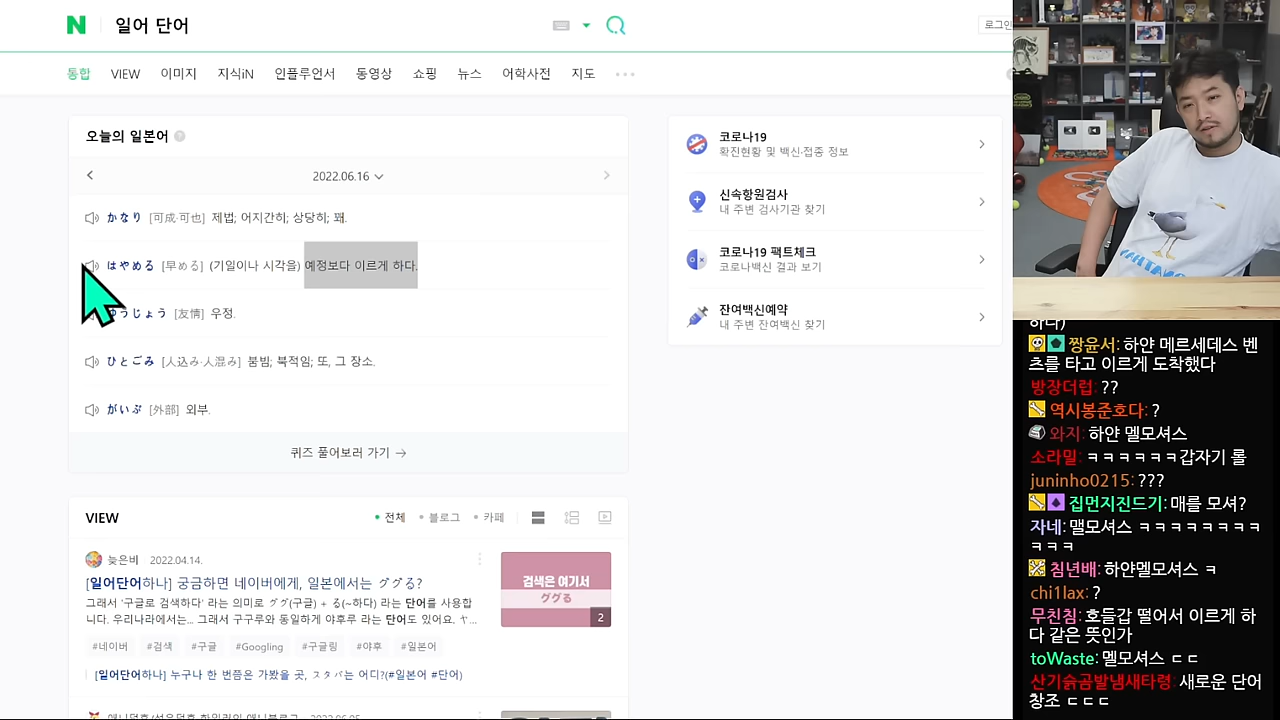 N 일어 단어
로그인
통합 VIEW 이미지 지식iN 인플루언서 동영상 쇼핑 뉴스 어학사전 지도
오늘의 일본어
2022.06.16
かなり [可成·可也] 제법; 어지간히; 상당히; 꽤.
はやめる [早める] (기일이나 시각을) 예정보다 이르게 하다.
うじょう [友情] 우정.
ひとごみ [人込み·人混み] 붐빔; 북적임; 또, 그 장소.
がいぶ [外部] 외부.
퀴즈 풀어보러 가기 →
코로나19
확진현황 및 백신·접종 정보
신속항원검사
내 주변 검사기관 찾기
코로나19 팩트체크
코로나백신 결과 보기
잔여백신예약
내 주변 잔여백신 찾기
VIEW
전체 블로그 카페
늦은비 2022.04.14.
[일어단어하나] 궁금하면 네이버에게, 일본에서는 ググる?
그래서 '구글로 검색하다' 라는 의미로 ググ(구글) + る(~하다) 라는 단어를 사용합
니다. 우리나라에서는... 그래서 구구루와 동일하게 야후루 라는 단어도 있어요. ヤ...
#네이버 #검색 #구글 #Googling #구글링 #야후 #일본어
[일어단어하나] 누구나 한 번쯤은 가봤을 곳, スタバ는 어디?(#일본어 #단어)
검색은 여기서
ググる
2
하다)
짱윤서: 하얀 메르세데스 벤
츠를 타고 이르게 도착했다
방장더럽: ??
역시봉준호다: ?
와지: 하얀 멜모셔스
소라밀: ㅋㅋㅋㅋㅋㅋ갑자기 롤
juninho0215: ???
집먼지진드기: 매를 모셔?
자네: 맬모셔스 ㅋㅋㅋㅋㅋㅋㅋㅋ
ㅋㅋㅋ
침년배: 하얀멜모셔스 ㅋ
chi1lax: ?
무친침: 호들갑 떨어서 이르게 하
다 같은 뜻인가
toWaste: 멜모셔스 ㄷㄷ
산기슭곰발냄새타령: 새로운 단어
창조 ㄷㄷㄷ